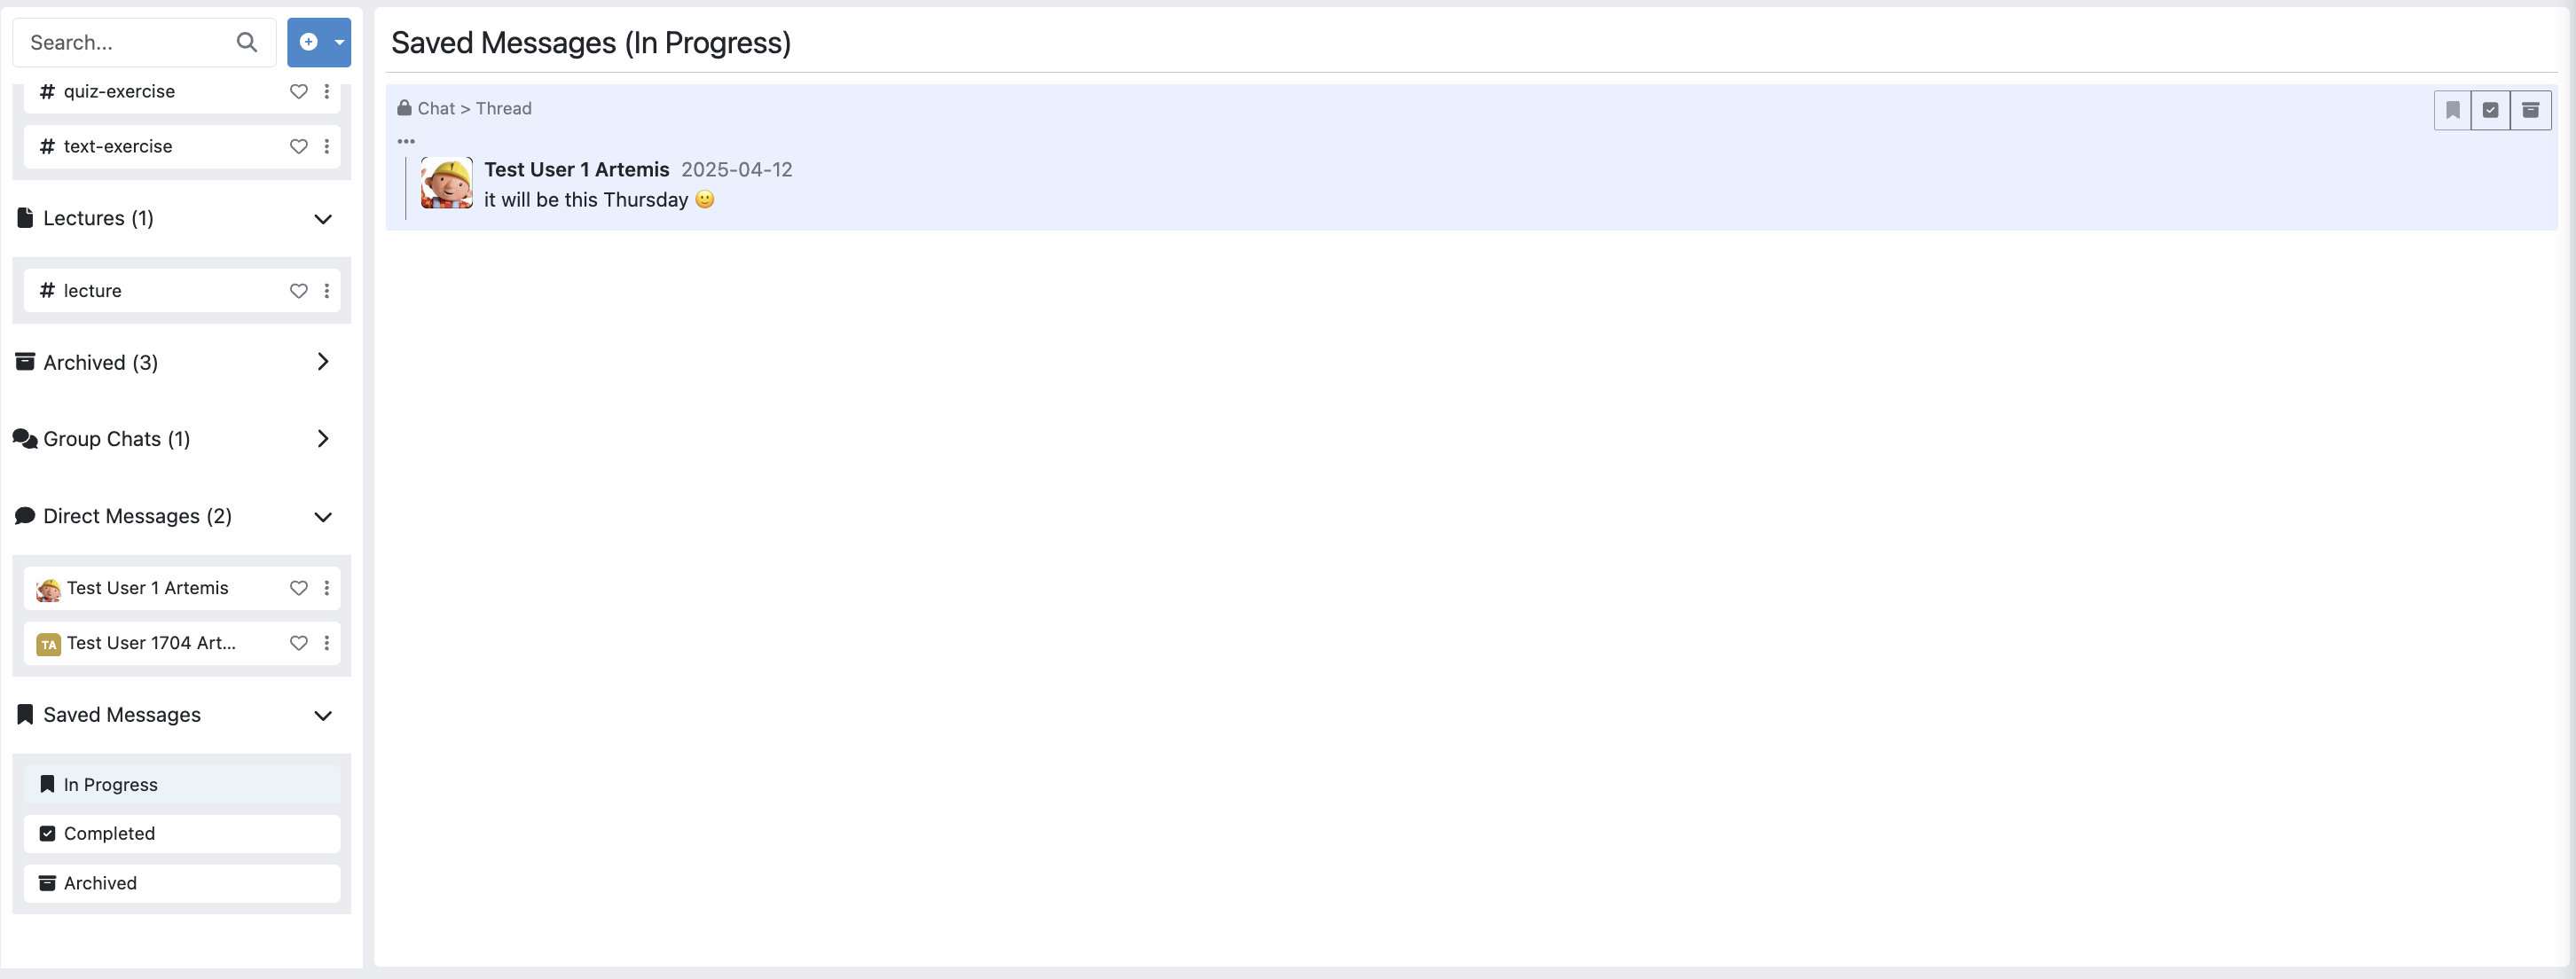 Search...
# quiz-exercise
# text-exercise
Lectures (1)
# lecture
Archived (3)
Group Chats (1)
Direct Messages (2)
Test User 1 Artemis
TA Test User 1704 Art...
Saved Messages
In Progress
Completed
Archived
Saved Messages (In Progress)
Chat > Thread
Test User 1 Artemis 2025-04-12
it will be this Thursday 🙂